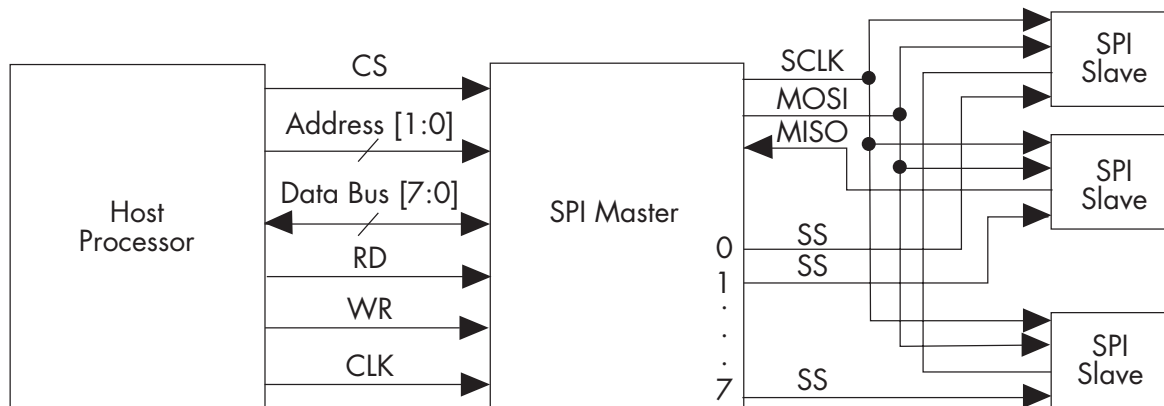 CS
Address [1:0]
Data Bus [7:0]
RD
WR
CLK
Host
Processor
SPI Master
SCLK
MOSI
MISO
0 SS
1 SS
.
.
.
7 SS
SPI
Slave
SPI
Slave
SPI
Slave